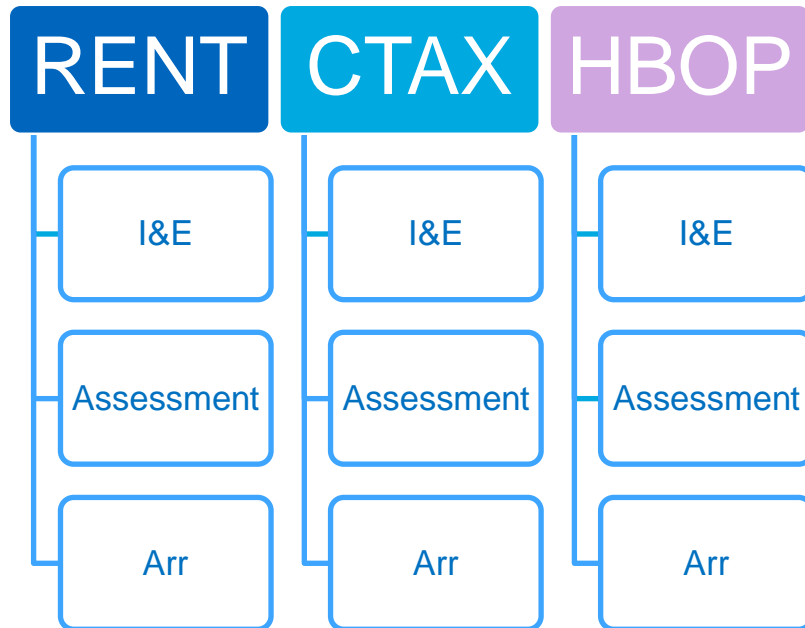 RENT
CTAX
HBOP
I&E
I&E
I&E
Assessment
Assessment
Assessment
Arr
Arr
Arr